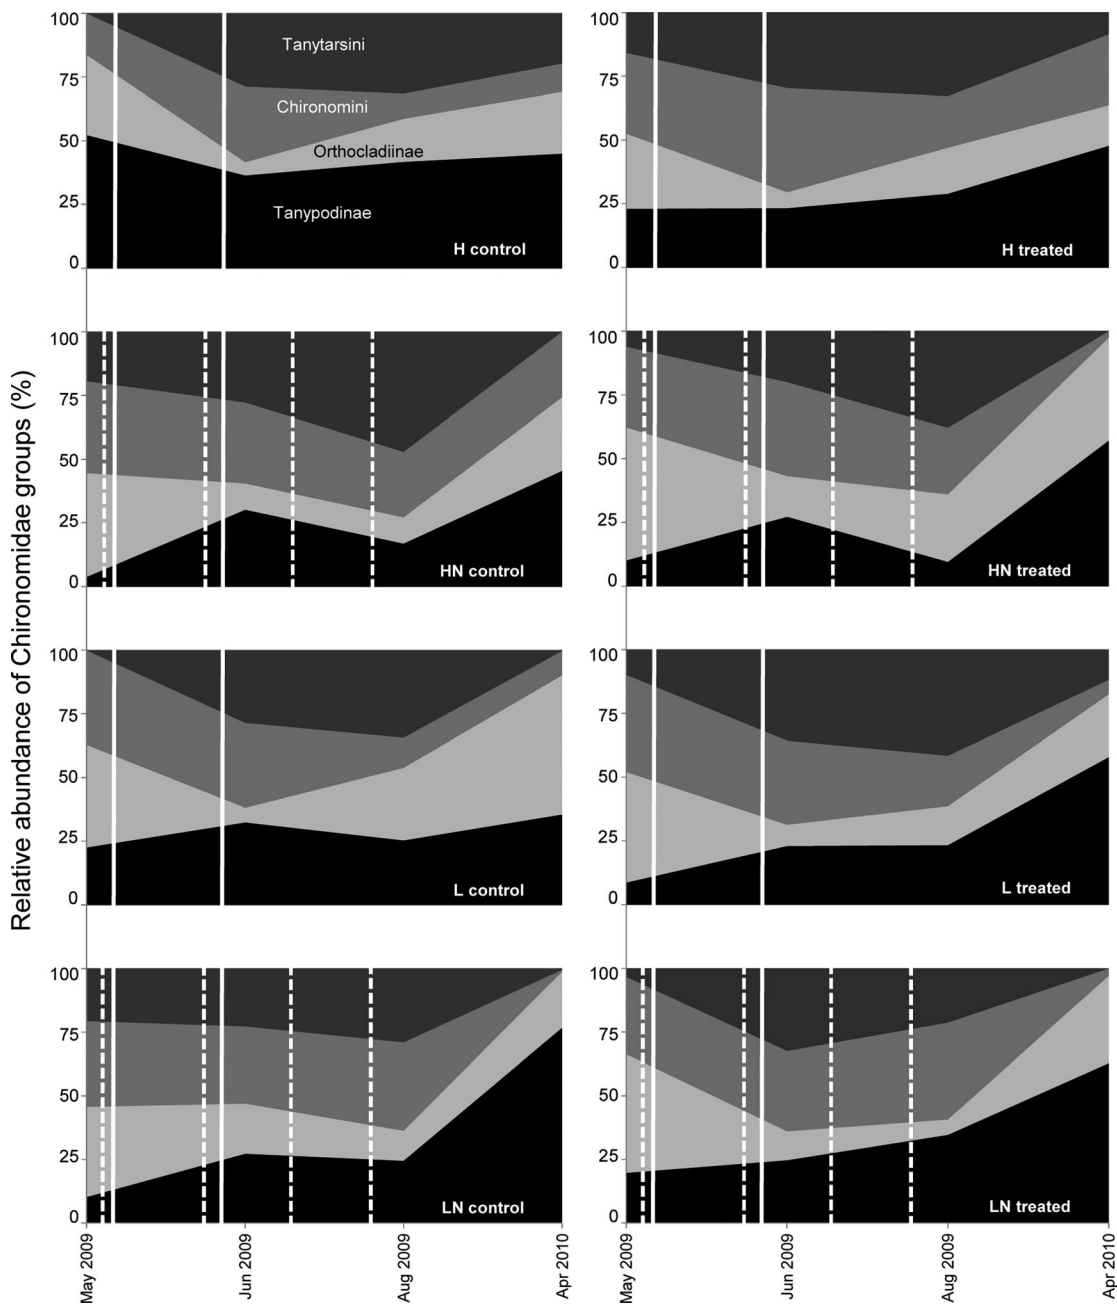 Relative abundance of Chironomidae groups (%)
100
75
50
25
0
Tanytarsini
Chironomini
Orthocladiinae
Tanypodinae
H control
100
75
50
25
0
H treated
100
75
50
25
0
HN control
100
75
50
25
0
HN treated
100
75
50
25
0
L control
100
75
50
25
0
L treated
100
75
50
25
0
LN control
100
75
50
25
0
LN treated
May 2009
Jun 2009
Aug 2009
Apr 2010
May 2009
Jun 2009
Aug 2009
Apr 2010